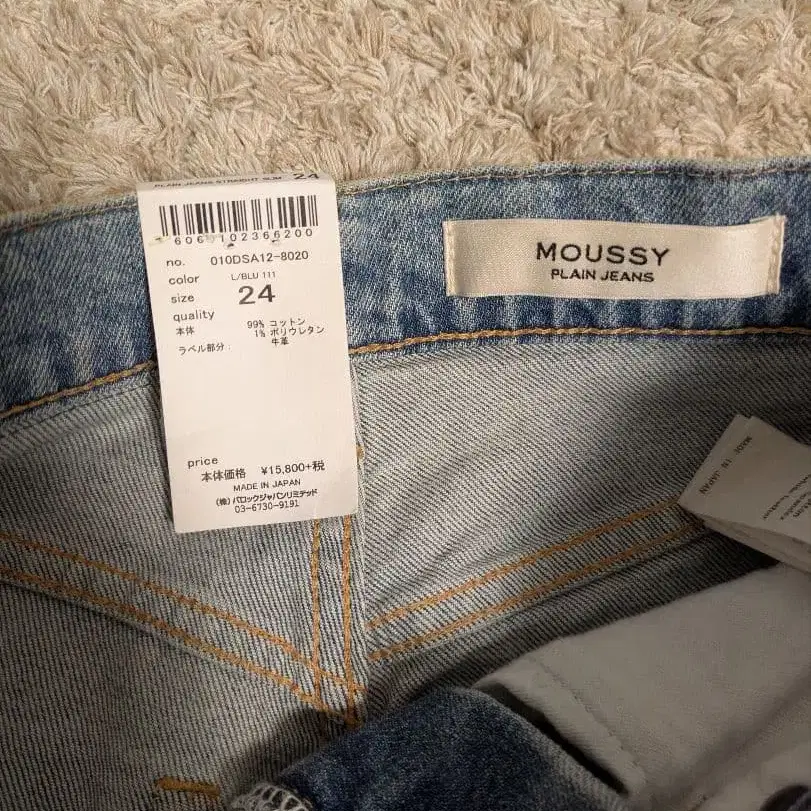 PLAIN JEANS STRAIGHT SLIM 24
no. 010DSA12-8020
color L/BLU 111
size 24
quality
本体 99% コットン
1% ポリウレタン
ラベル部分: 牛革
price
本体価格 ¥15,800+税
MADE IN JAPAN
(株)バロックジャパンリミテッド
03-6730-9191
MOUSSY
PLAIN JEANS
MADE IN JAPAN